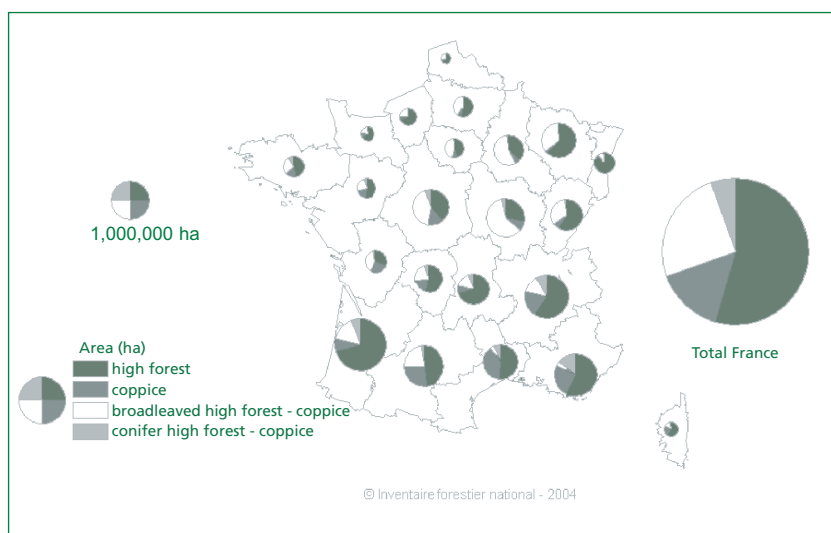 1,000,000 ha
Total France
Area (ha)
high forest
coppice
broadleaved high forest - coppice
conifer high forest - coppice
© Inventaire forestier national - 2004